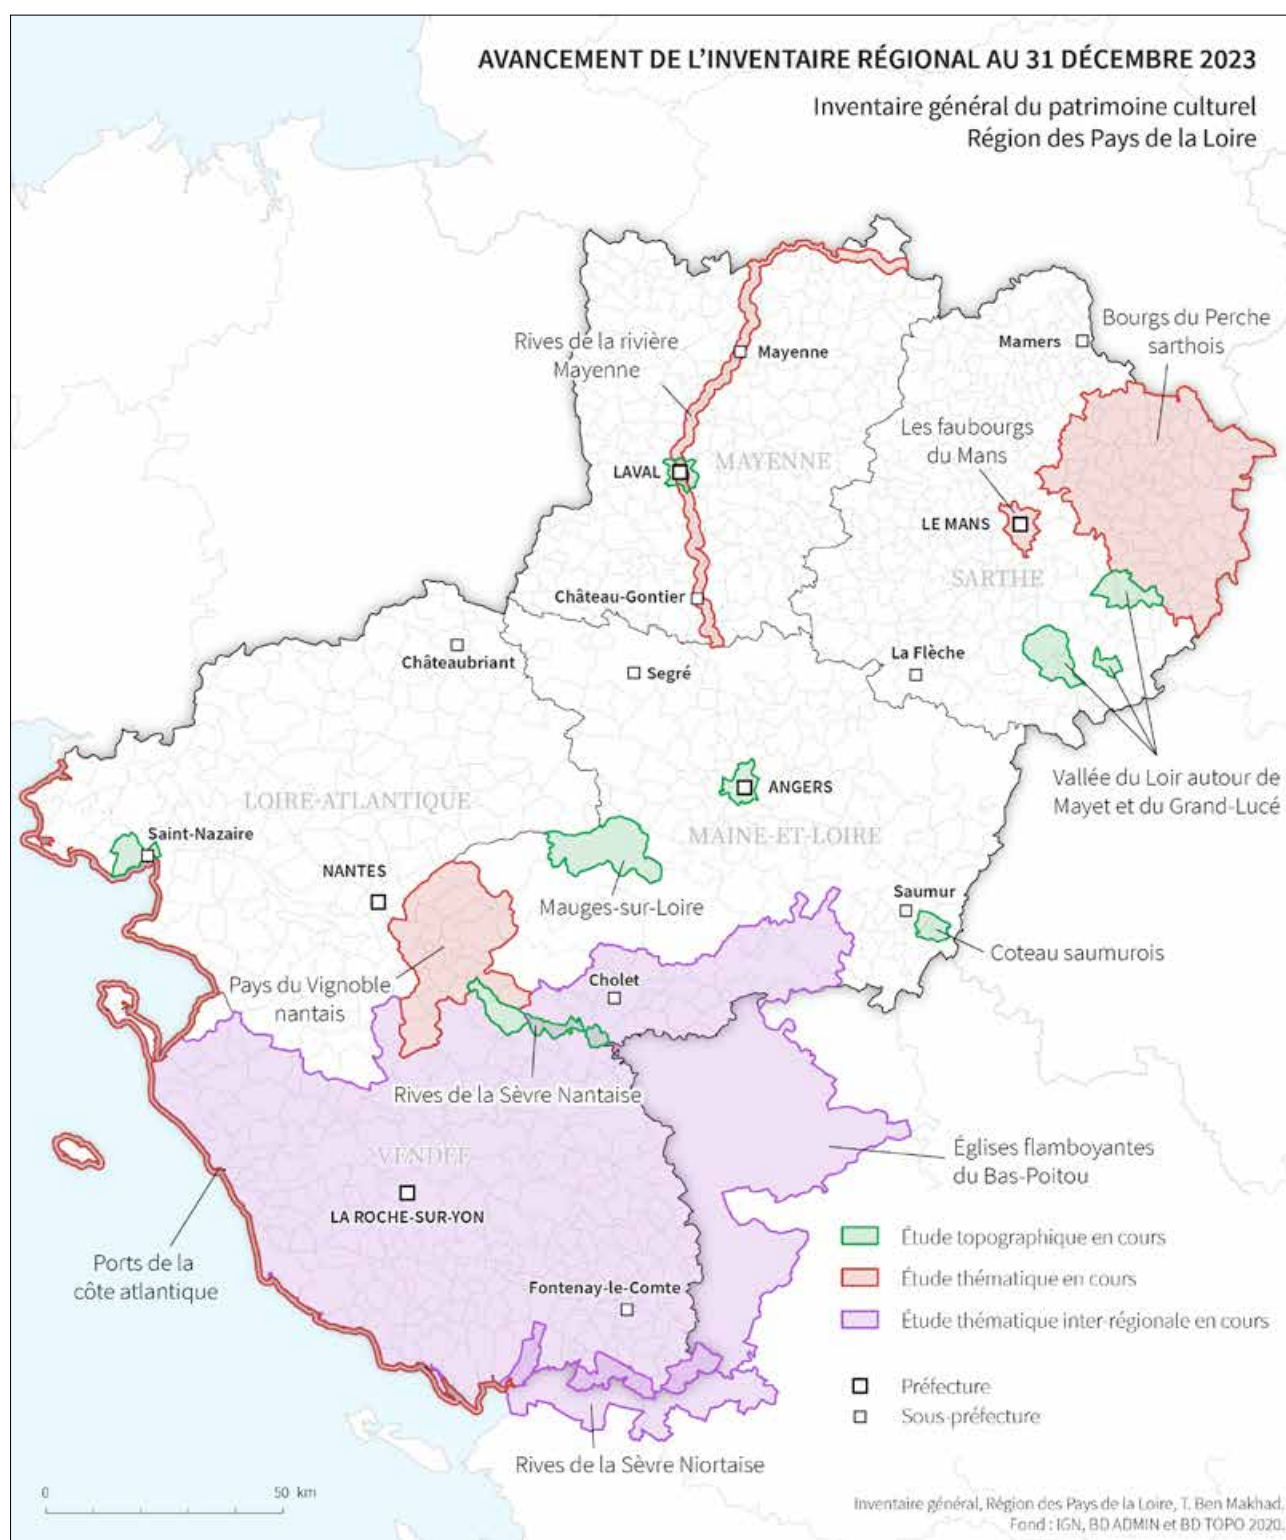 AVANCEMENT DE L'INVENTAIRE RÉGIONAL AU 31 DÉCEMBRE 2023
Inventaire général du patrimoine culturel
Région des Pays de la Loire
Bourgs du Perche
sarthois
Mamers
Rives de la rivière
Mayenne
Mayenne
Les faubourgs
du Mans
LAVAL
MAYENNE
LE MANS
SARTHE
Château-Gontier
Châteaubriant
La Flèche
Segré
Vallée du Loir autour de
Mayet et du Grand-Lucé
ANGERS
LOIRE-ATLANTIQUE
MAINE-ET-LOIRE
Saint-Nazaire
NANTES
Mauges-sur-Loire
Saumur
Coteau saumurois
Pays du Vignoble
nantais
Cholet
Rives de la Sèvre Nantaise
Églises flamboyantes
du Bas-Poitou
VENDÉE
LA ROCHE-SUR-YON
Ports de la
côte atlantique
Fontenay-le-Comte
Étude topographique en cours
Étude thématique en cours
Étude thématique inter-régionale en cours
Préfecture
Sous-préfecture
Rives de la Sèvre Niortaise
0 50 km
Inventaire général, Région des Pays de la Loire, T. Ben Makhad.
Fond : IGN, BD ADMIN et BD TOPO 2020.